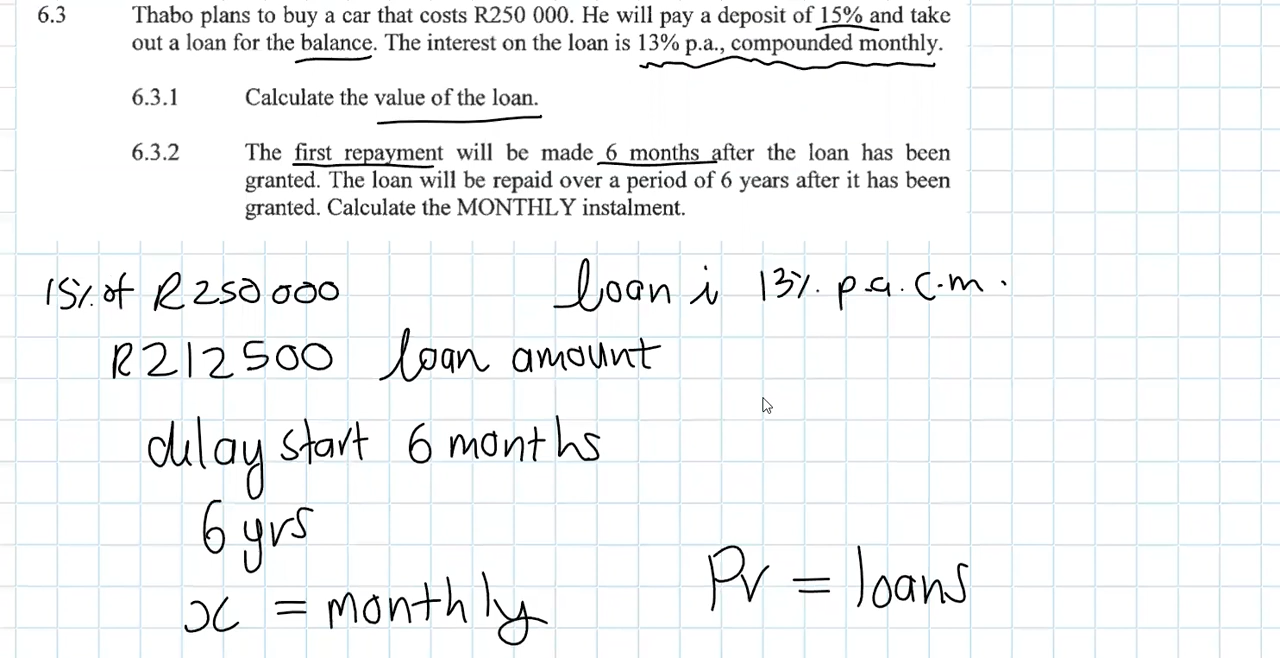 6.3 Thabo plans to buy a car that costs R250 000. He will pay a deposit of 15% and take
out a loan for the balance. The interest on the loan is 13% p.a., compounded monthly.
6.3.1 Calculate the value of the loan.
6.3.2 The first repayment will be made 6 months after the loan has been
granted. The loan will be repaid over a period of 6 years after it has been
granted. Calculate the MONTHLY instalment.
15% of R250000 loan i 13% p.a. c.m.
R212500 loan amount
delay start 6 months
6 yrs
x = monthly Pv = loans